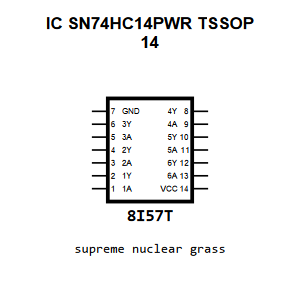 IC SN74HC14PWR TSSOP
14
7 GND 4Y 8
6 3Y 4A 9
5 3A 5Y 10
4 2Y 5A 11
3 2A 6Y 12
2 1Y 6A 13
1 1A VCC 14
8I57T
supreme nuclear grass